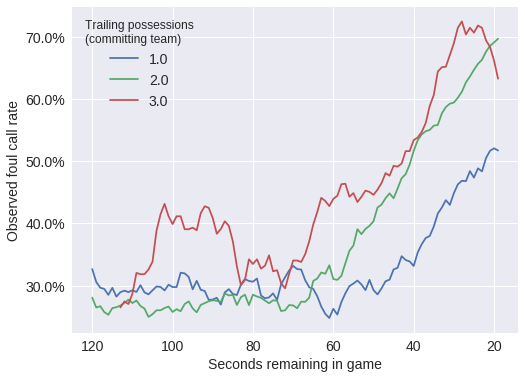 Trailing possessions
(committing team)
1.0
2.0
3.0
70.0%
60.0%
50.0%
40.0%
30.0%
Observed foul call rate
120 100 80 60 40 20
Seconds remaining in game